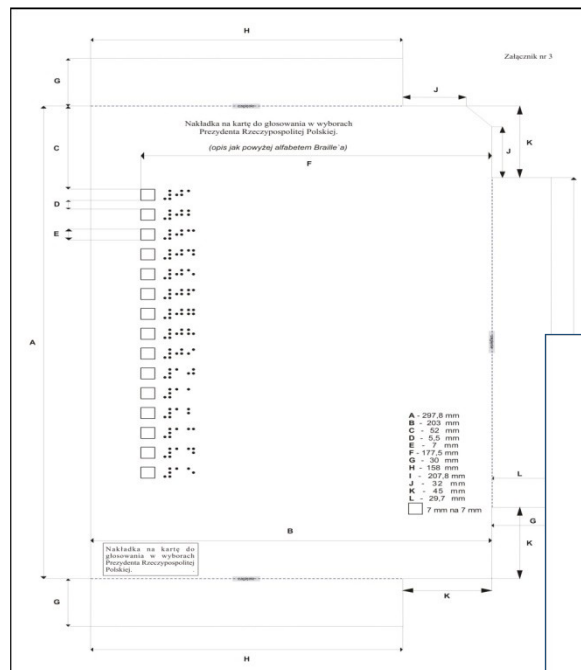 H
Załącznik nr 3
G
J
Nakładka na kartę do głosowania w wyborach
Prezydenta Rzeczypospolitej Polskiej.
K
J
(opis jak powyżej alfabetem Braille`a)
C
F
D
E
A
A - 297,8 mm
B - 203 mm
C - 52 mm
D - 5,5 mm
E - 7 mm
F - 177,5 mm
G - 30 mm
H - 158 mm
I - 207,8 mm
J - 32 mm
K - 45 mm
L - 29,7 mm
7 mm na 7 mm
L
G
B
K
Nakładka na kartę do
głosowania w wyborach
Prezydenta Rzeczypospolitej
Polskiej.
K
G
H